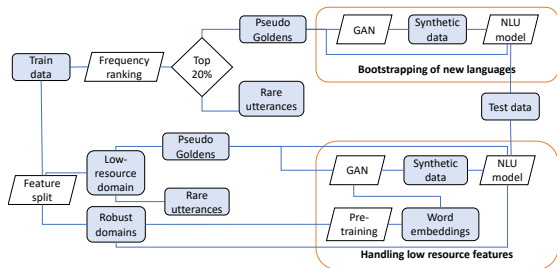 Pseudo
Goldens
GAN
Synthetic
data
NLU
model
Bootstrapping of new languages
Train
data
Frequency
ranking
Top
20%
Rare
utterances
Test data
Pseudo
Goldens
Low-
resource
domain
GAN
Synthetic
data
NLU
model
Feature
split
Rare
utterances
Robust
domains
Pre-
training
Word
embeddings
Handling low resource features